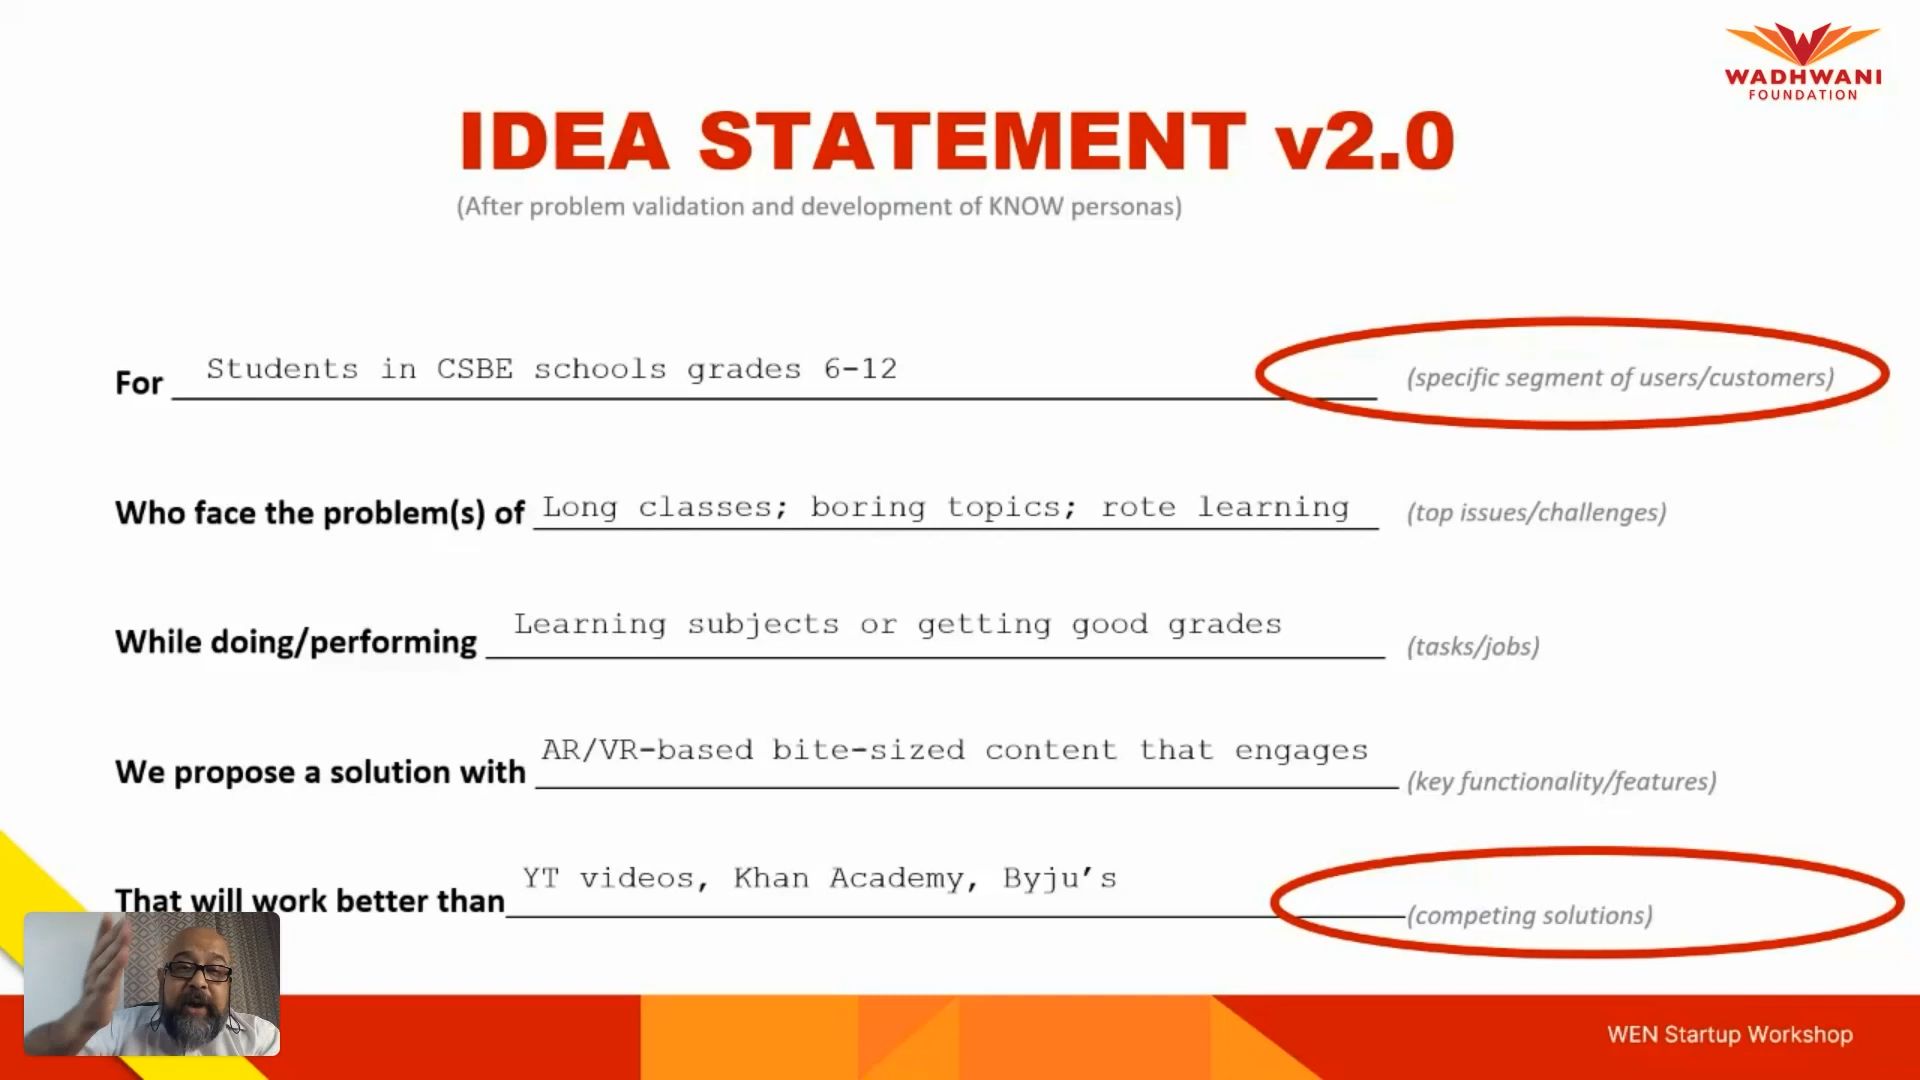 WADHWANI
FOUNDATION
IDEA STATEMENT v2.0
(After problem validation and development of KNOW personas)
For Students in CSBE schools grades 6-12 (specific segment of users/customers)
Who face the problem(s) of Long classes; boring topics; rote learning (top issues/challenges)
While doing/performing Learning subjects or getting good grades (tasks/jobs)
We propose a solution with AR/VR-based bite-sized content that engages (key functionality/features)
That will work better than YT videos, Khan Academy, Byju's (competing solutions)
WEN Startup Workshop